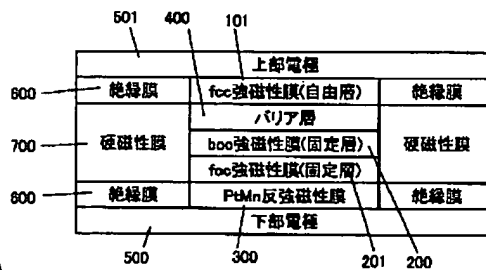 501 400 101
上部電極
600 絶縁膜 fcc強磁性膜(自由層) 絶縁膜
バリア層
700 硬磁性膜 bcc強磁性膜(固定層) 硬磁性膜
fcc強磁性膜(固定層)
600 絶縁膜 PtMn反強磁性膜 絶縁膜
下部電極
500 300 201 200